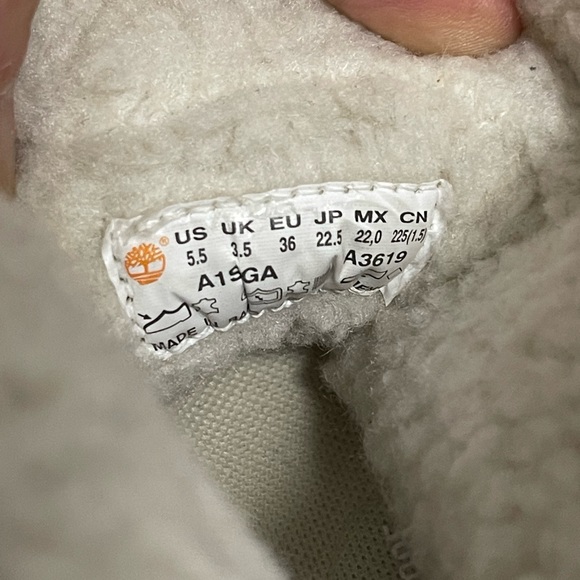 US UK EU JP MX CN
5.5 3.5 36 22.5 22,0 225(1.5)
A19GA A3619
MADE